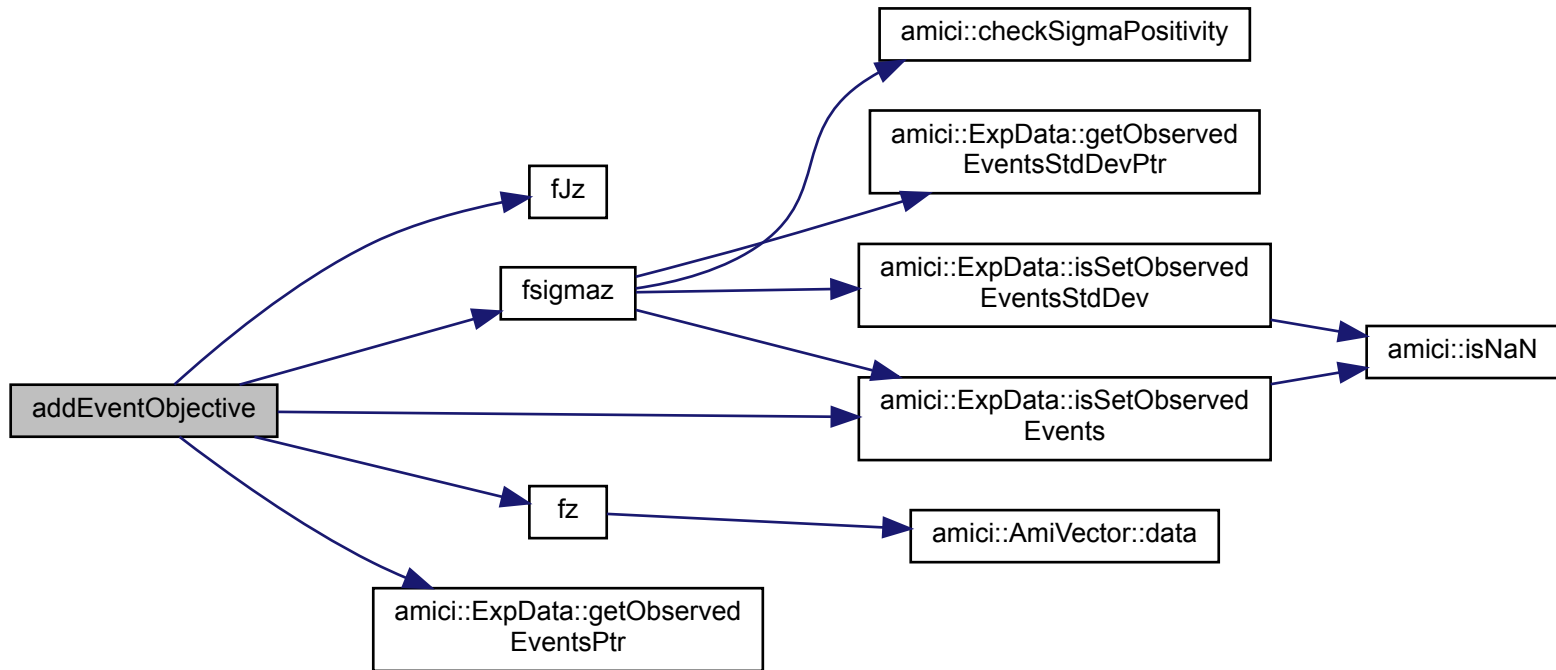 amici::checkSigmaPositivity
amici::ExpData::getObserved
EventsStdDevPtr
fJz
amici::ExpData::isSetObserved
EventsStdDev
fsigmaz
amici::isNaN
addEventObjective
amici::ExpData::isSetObserved
Events
fz
amici::AmiVector::data
amici::ExpData::getObserved
EventsPtr